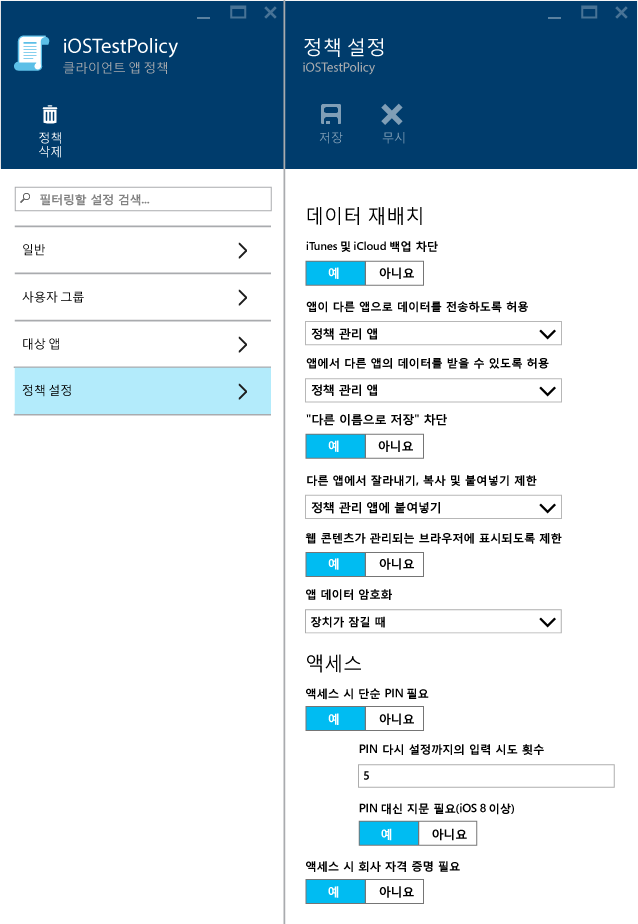 iOSTestPolicy
클라이언트 앱 정책
정책
삭제
필터링할 설정 검색...
일반
사용자 그룹
대상 앱
정책 설정
정책 설정
iOSTestPolicy
저장
무시
데이터 재배치
iTunes 및 iCloud 백업 차단
예 아니요
앱이 다른 앱으로 데이터를 전송하도록 허용
정책 관리 앱
앱에서 다른 앱의 데이터를 받을 수 있도록 허용
정책 관리 앱
"다른 이름으로 저장" 차단
예 아니요
다른 앱에서 잘라내기, 복사 및 붙여넣기 제한
정책 관리 앱에 붙여넣기
웹 콘텐츠가 관리되는 브라우저에 표시되도록 제한
예 아니요
앱 데이터 암호화
장치가 잠길 때
액세스
액세스 시 단순 PIN 필요
예 아니요
PIN 다시 설정까지의 입력 시도 횟수
5
PIN 대신 지문 필요(iOS 8 이상)
예 아니요
액세스 시 회사 자격 증명 필요
예 아니요